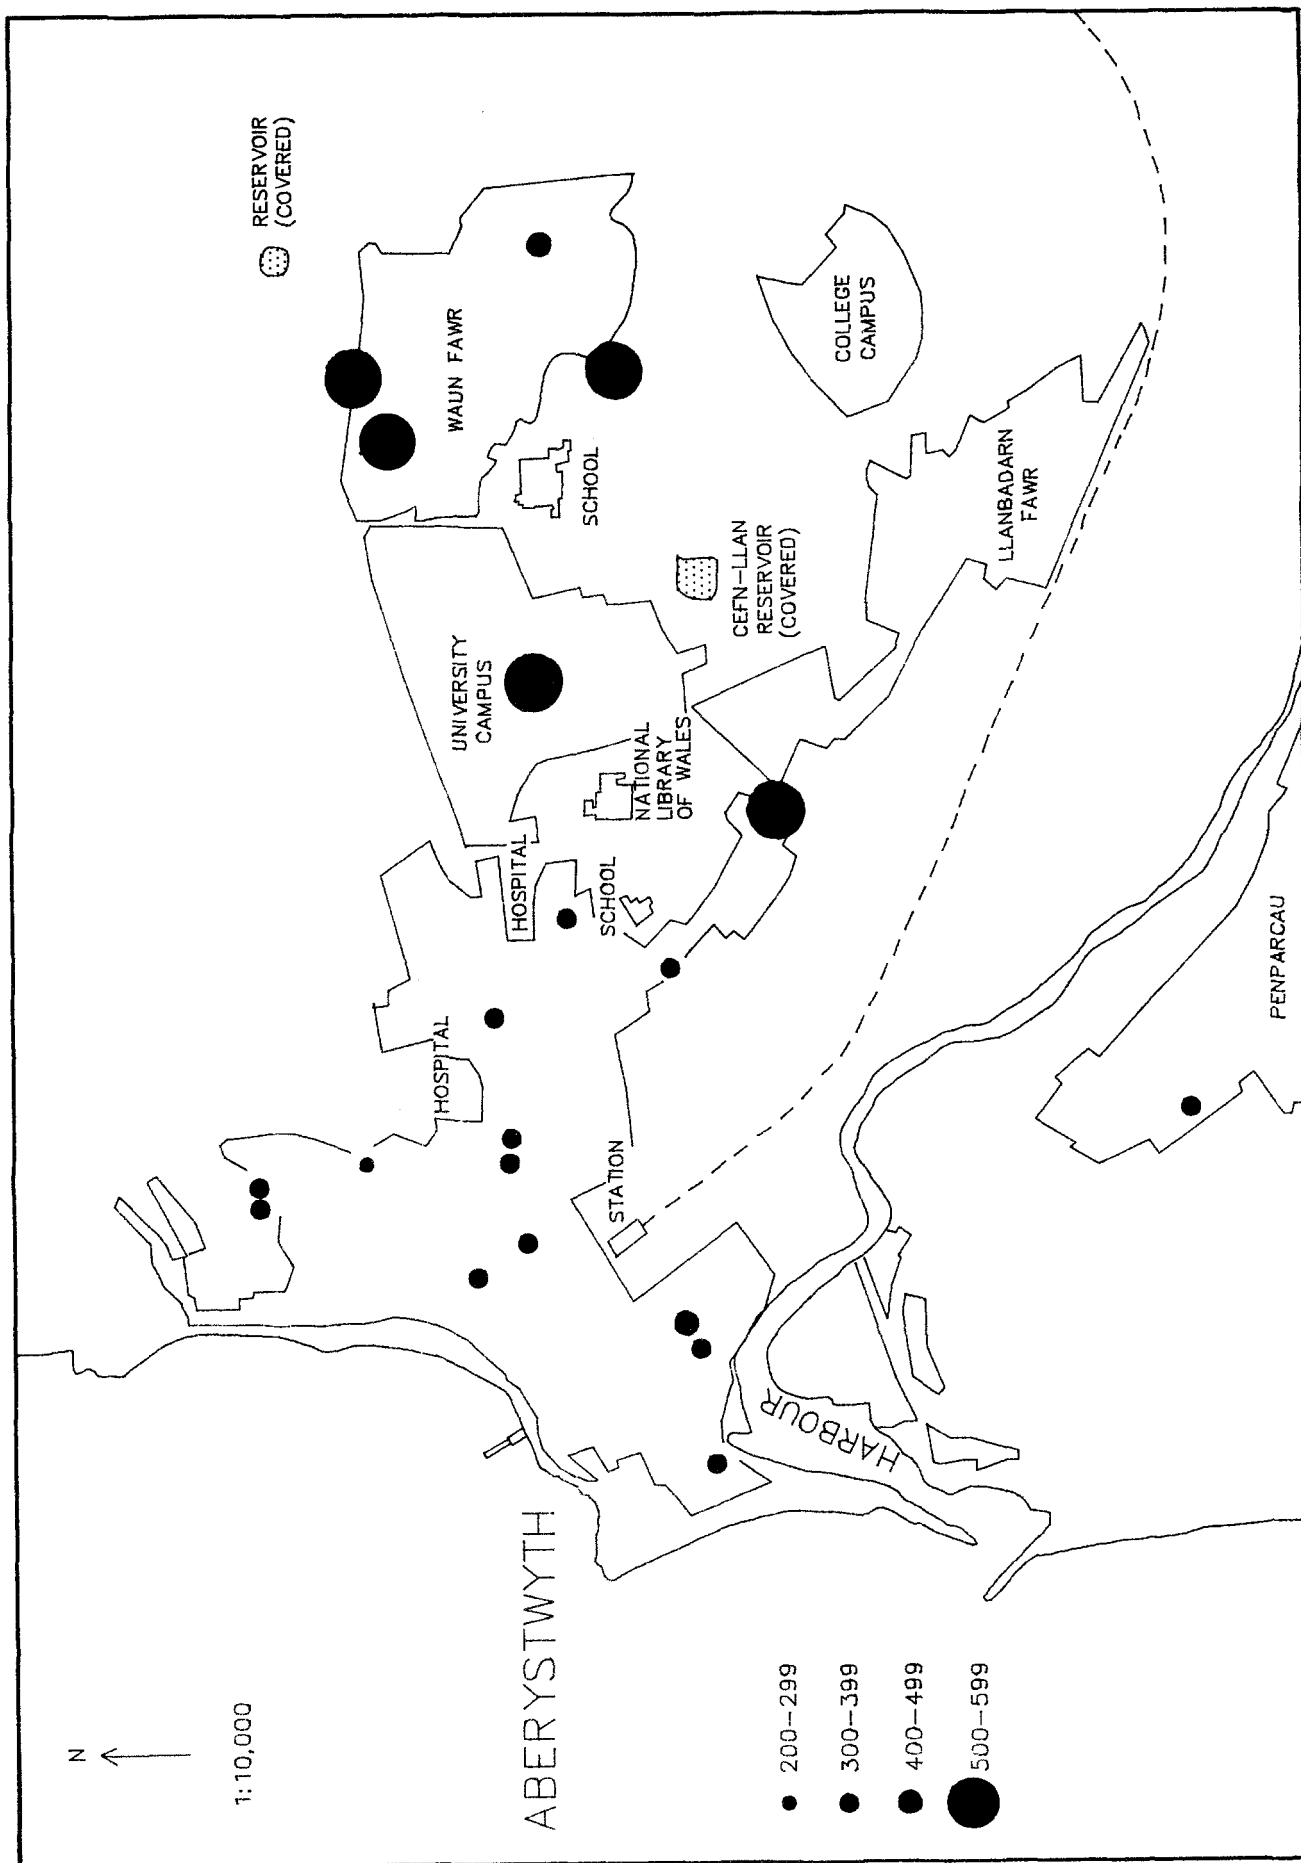 N
1:10,000
ABERYSTWYTH
200-299
300-399
400-499
500-599
HARBOUR
STATION
HOSPITAL
HOSPITAL
SCHOOL
NATIONAL
LIBRARY
OF WALES
UNIVERSITY
CAMPUS
CEFN-LLAN
RESERVOIR
(COVERED)
SCHOOL
WAUN FAWR
RESERVOIR
(COVERED)
COLLEGE
CAMPUS
LLANBADARN
FAWR
PENPARCAU